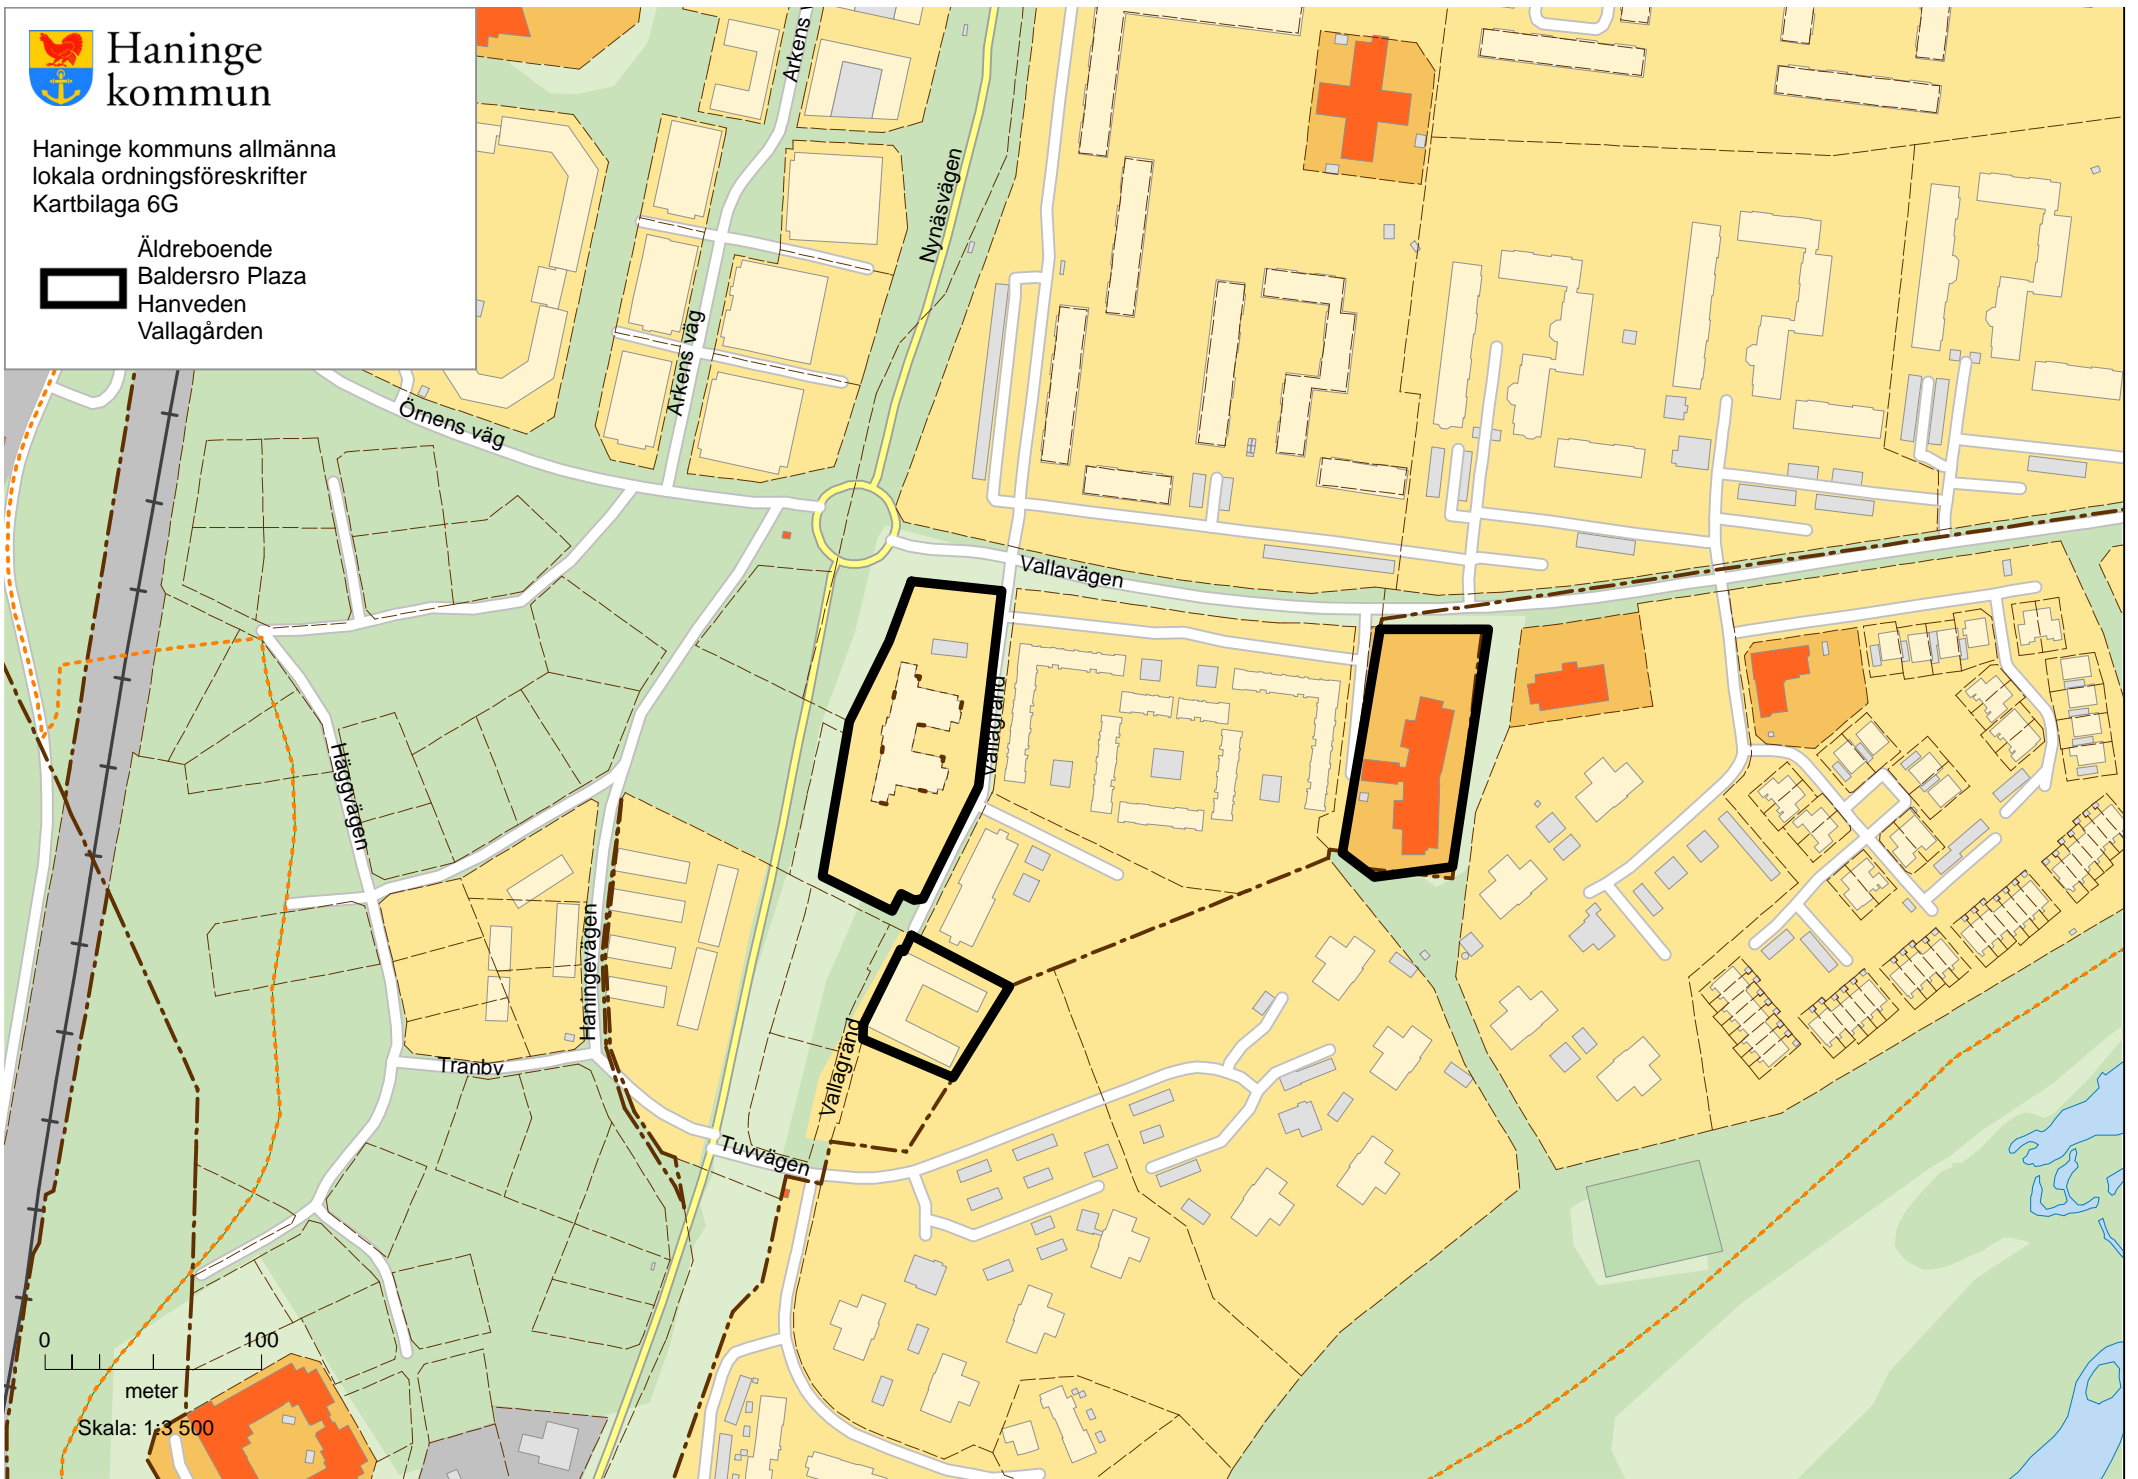 Haninge
kommun
Haninge kommuns allmänna
lokala ordningsföreskrifter
Kartbilaga 6G
Äldreboende
Baldersro Plaza
Hanveden
Vallagården
Arkens v
Nynäsvägen
Arkens väg
Örnens väg
Vallavägen
Vallagränd
Häggvägen
Haningevägen
Vallagränd
Tranbv
Tuvvägen
0 100
meter
Skala: 1:3 500